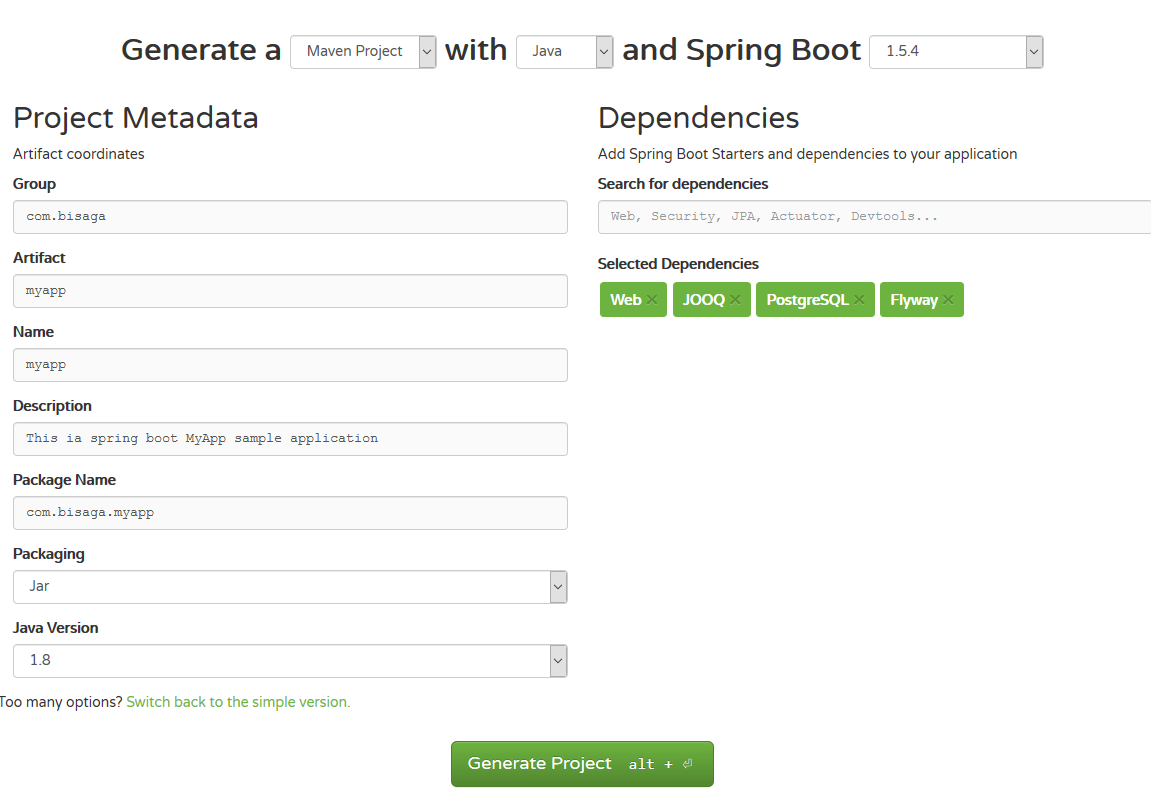 Generate a Maven Project with Java and Spring Boot 1.5.4
Project Metadata
Artifact coordinates
Group
com.bisaga
Artifact
myapp
Name
myapp
Description
This ia spring boot MyApp sample application
Package Name
com.bisaga.myapp
Packaging
Jar
Java Version
1.8
Too many options? Switch back to the simple version.
Dependencies
Add Spring Boot Starters and dependencies to your application
Search for dependencies
Web, Security, JPA, Actuator, Devtools...
Selected Dependencies
Web × JOOQ × PostgreSQL × Flyway ×
Generate Project alt + ⏎